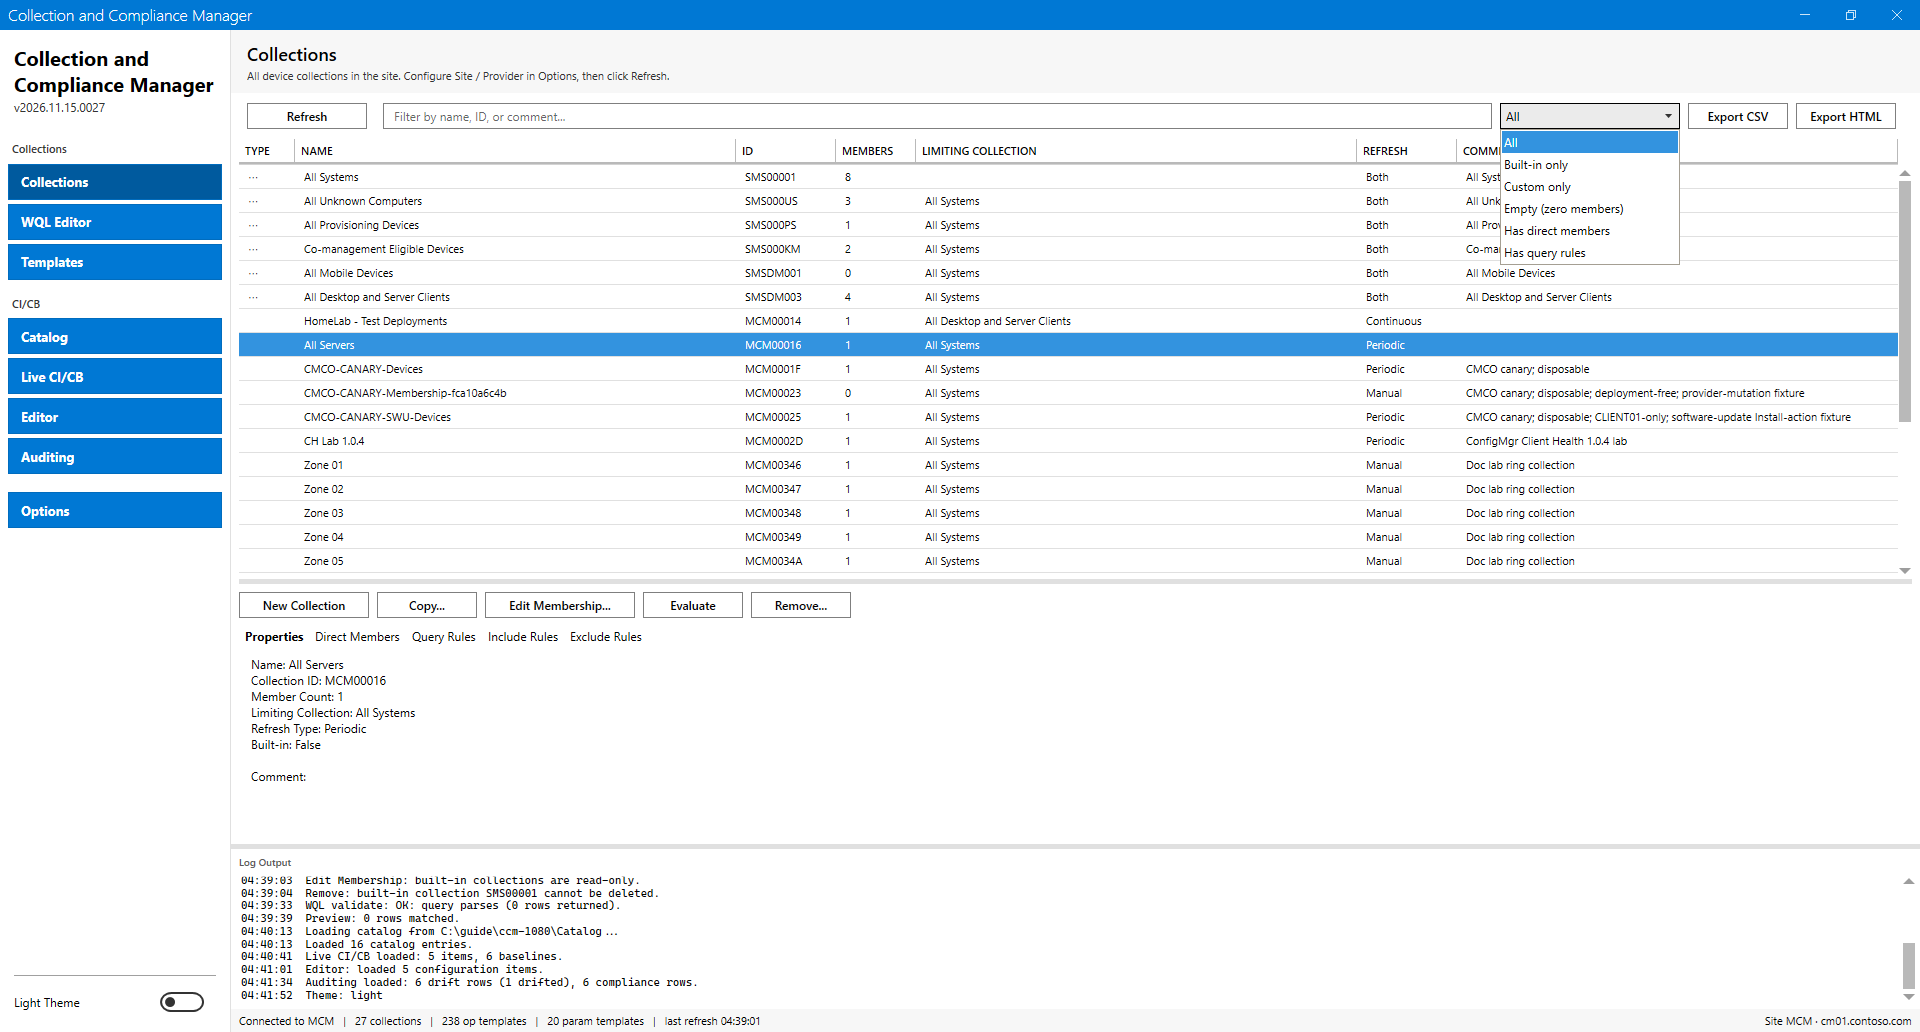 Collection and Compliance Manager
Collection and
Compliance Manager
v2026.11.15.0027
Collections
Collections
WQL Editor
Templates
CI/CB
Catalog
Live CI/CB
Editor
Auditing
Options
Light Theme
Collections
All device collections in the site. Configure Site / Provider in Options, then click Refresh.
Refresh
Filter by name, ID, or comment...
All
Export CSV
Export HTML
All
Built-in only
Custom only
Empty (zero members)
Has direct members
Has query rules
TYPE NAME ID MEMBERS LIMITING COLLECTION REFRESH COMM
... All Systems SMS00001 8 Both All Syst
... All Unknown Computers SMS000US 3 All Systems Both All Unk
... All Provisioning Devices SMS000PS 1 All Systems Both All Pro
... Co-management Eligible Devices SMS000KM 2 All Systems Both Co-ma
... All Mobile Devices SMSDM001 0 All Systems Both All Mobile Devices
... All Desktop and Server Clients SMSDM003 4 All Systems Both All Desktop and Server Clients
HomeLab - Test Deployments MCM00014 1 All Desktop and Server Clients Continuous
All Servers MCM00016 1 All Systems Periodic
CMCO-CANARY-Devices MCM0001F 1 All Systems Periodic CMCO canary; disposable
CMCO-CANARY-Membership-fca10a6c4b MCM00023 0 All Systems Manual CMCO canary; disposable; deployment-free; provider-mutation fixture
CMCO-CANARY-SWU-Devices MCM00025 1 All Systems Periodic CMCO canary; disposable; CLIENT01-only; software-update Install-action fixture
CH Lab 1.0.4 MCM0002D 1 All Systems Periodic ConfigMgr Client Health 1.0.4 lab
Zone 01 MCM00346 1 All Systems Manual Doc lab ring collection
Zone 02 MCM00347 1 All Systems Manual Doc lab ring collection
Zone 03 MCM00348 1 All Systems Manual Doc lab ring collection
Zone 04 MCM00349 1 All Systems Manual Doc lab ring collection
Zone 05 MCM0034A 1 All Systems Manual Doc lab ring collection
New Collection Copy... Edit Membership... Evaluate Remove...
Properties Direct Members Query Rules Include Rules Exclude Rules
Name: All Servers
Collection ID: MCM00016
Member Count: 1
Limiting Collection: All Systems
Refresh Type: Periodic
Built-in: False
Comment:
Log Output
04:39:03 Edit Membership: built-in collections are read-only.
04:39:04 Remove: built-in collection SMS00001 cannot be deleted.
04:39:33 WQL validate: OK: query parses (0 rows returned).
04:39:39 Preview: 0 rows matched.
04:40:13 Loading catalog from C:\guide\ccm-1080\Catalog...
04:40:13 Loaded 16 catalog entries.
04:40:41 Live CI/CB loaded: 5 items, 6 baselines.
04:41:01 Editor: loaded 5 configuration items.
04:41:34 Auditing loaded: 6 drift rows (1 drifted), 6 compliance rows.
04:41:52 Theme: light
Connected to MCM | 27 collections | 238 op templates | 20 param templates | last refresh 04:39:01
Site MCM · cm01.contoso.com